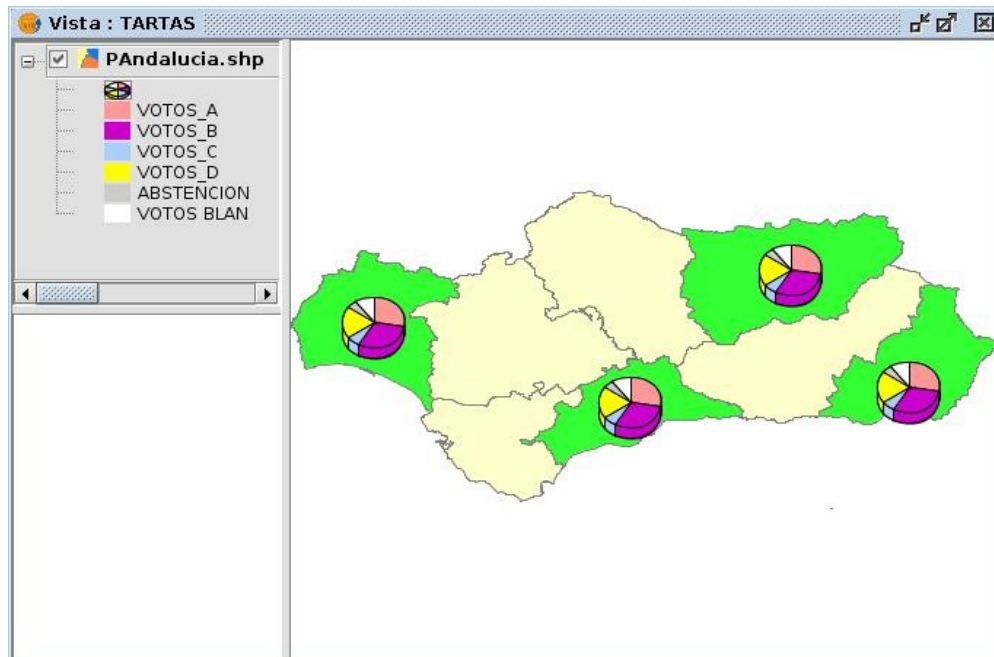 Vista : TARTAS
PAndalucia.shp
VOTOS_A
VOTOS_B
VOTOS_C
VOTOS_D
ABSTENCION
VOTOS BLAN